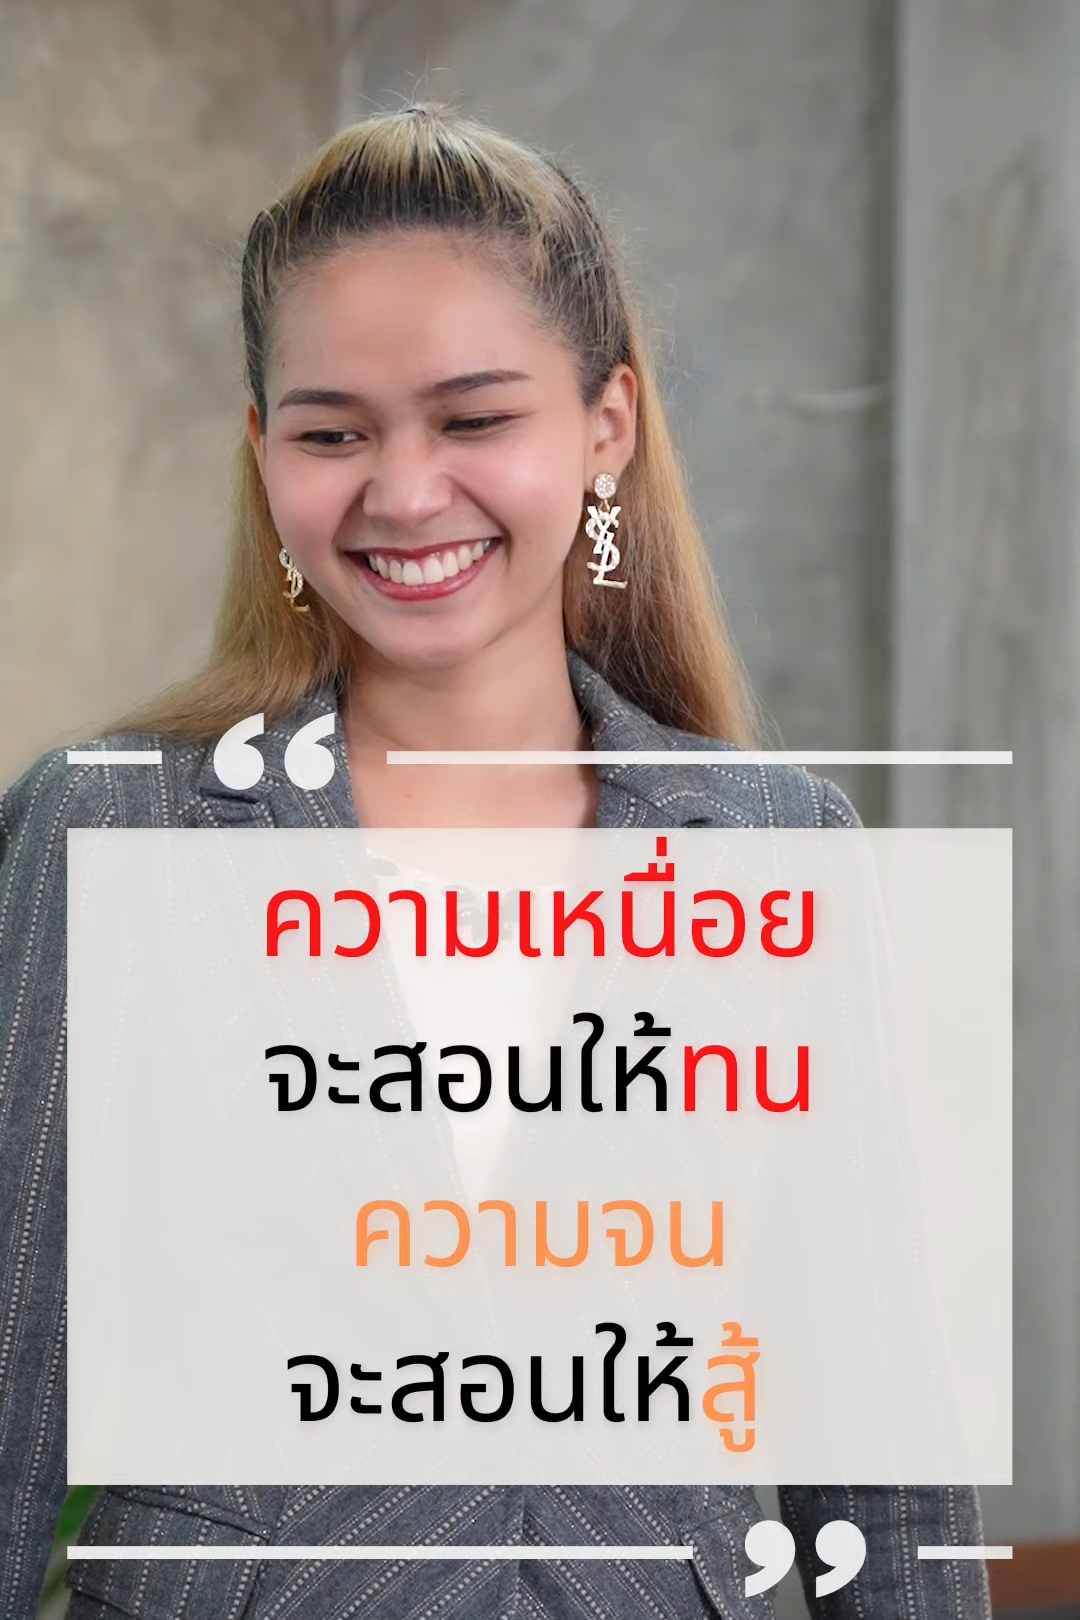 YSL
“
ความเหนื่อย
จะสอนให้ทน
ความจน
จะสอนให้สู้
”